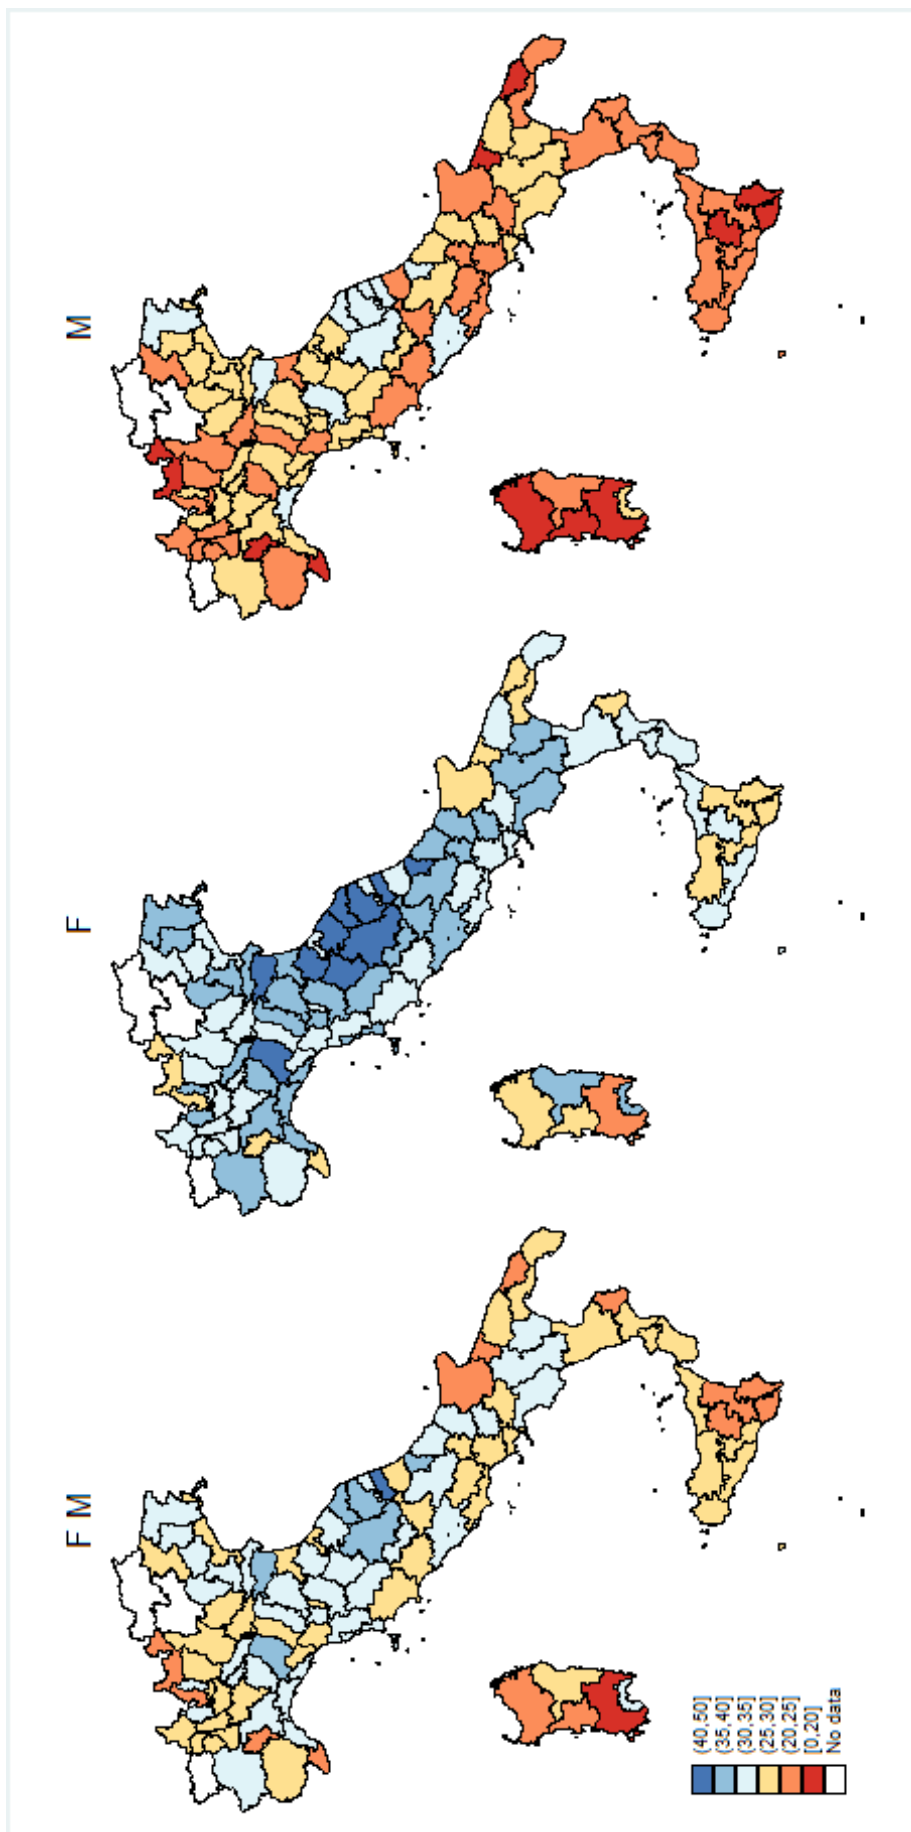 F M
F
M
(40,50]
(35,40]
(30,35]
(25,30]
(20,25]
[0,20]
No data